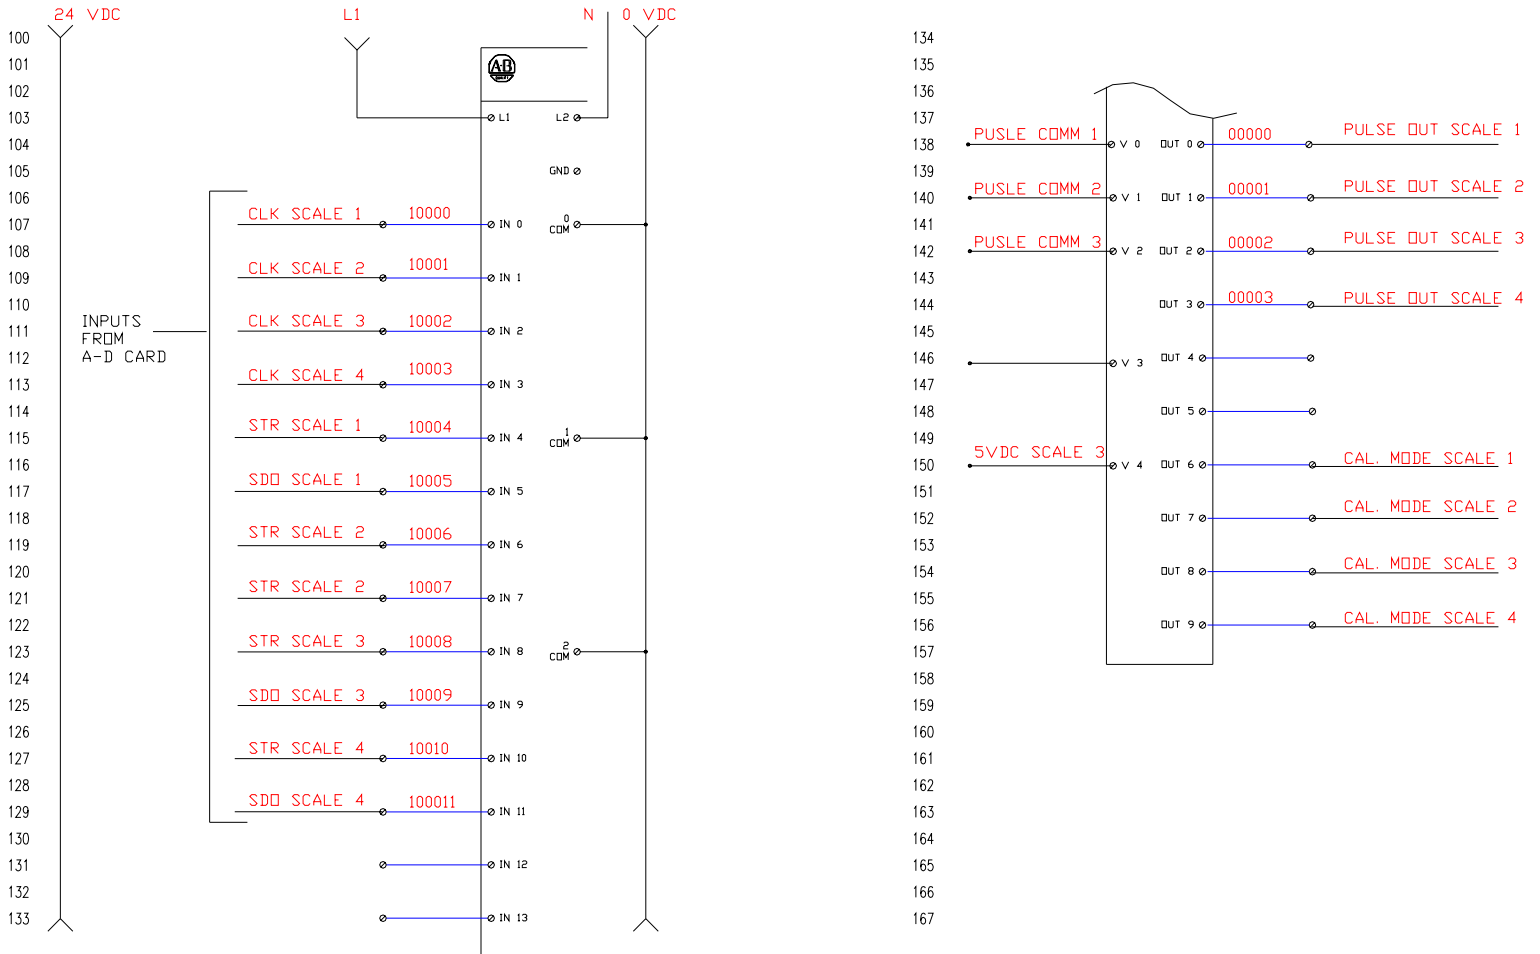 24 VDC
L1
N
0 VDC
100
101
A-B
102
103
L1
L2
104
105
GND
106
107
CLK SCALE 1
10000
IN 0
0
COM
108
109
CLK SCALE 2
10001
IN 1
110
INPUTS
FROM
A-D CARD
111
CLK SCALE 3
10002
IN 2
112
113
CLK SCALE 4
10003
IN 3
114
115
STR SCALE 1
10004
IN 4
1
COM
116
117
SDO SCALE 1
10005
IN 5
118
119
STR SCALE 2
10006
IN 6
120
121
STR SCALE 2
10007
IN 7
122
123
STR SCALE 3
10008
IN 8
2
COM
124
125
SDO SCALE 3
10009
IN 9
126
127
STR SCALE 4
10010
IN 10
128
129
SDO SCALE 4
100011
IN 11
130
131
IN 12
132
133
IN 13
134
135
136
137
138
PUSLE COMM 1
V 0
OUT 0
00000
PULSE OUT SCALE 1
139
140
PUSLE COMM 2
V 1
OUT 1
00001
PULSE OUT SCALE 2
141
142
PUSLE COMM 3
V 2
OUT 2
00002
PULSE OUT SCALE 3
143
144
OUT 3
00003
PULSE OUT SCALE 4
145
146
V 3
OUT 4
147
148
OUT 5
149
150
5VDC SCALE 3
V 4
OUT 6
CAL. MODE SCALE 1
151
152
OUT 7
CAL. MODE SCALE 2
153
154
OUT 8
CAL. MODE SCALE 3
155
156
OUT 9
CAL. MODE SCALE 4
157
158
159
160
161
162
163
164
165
166
167